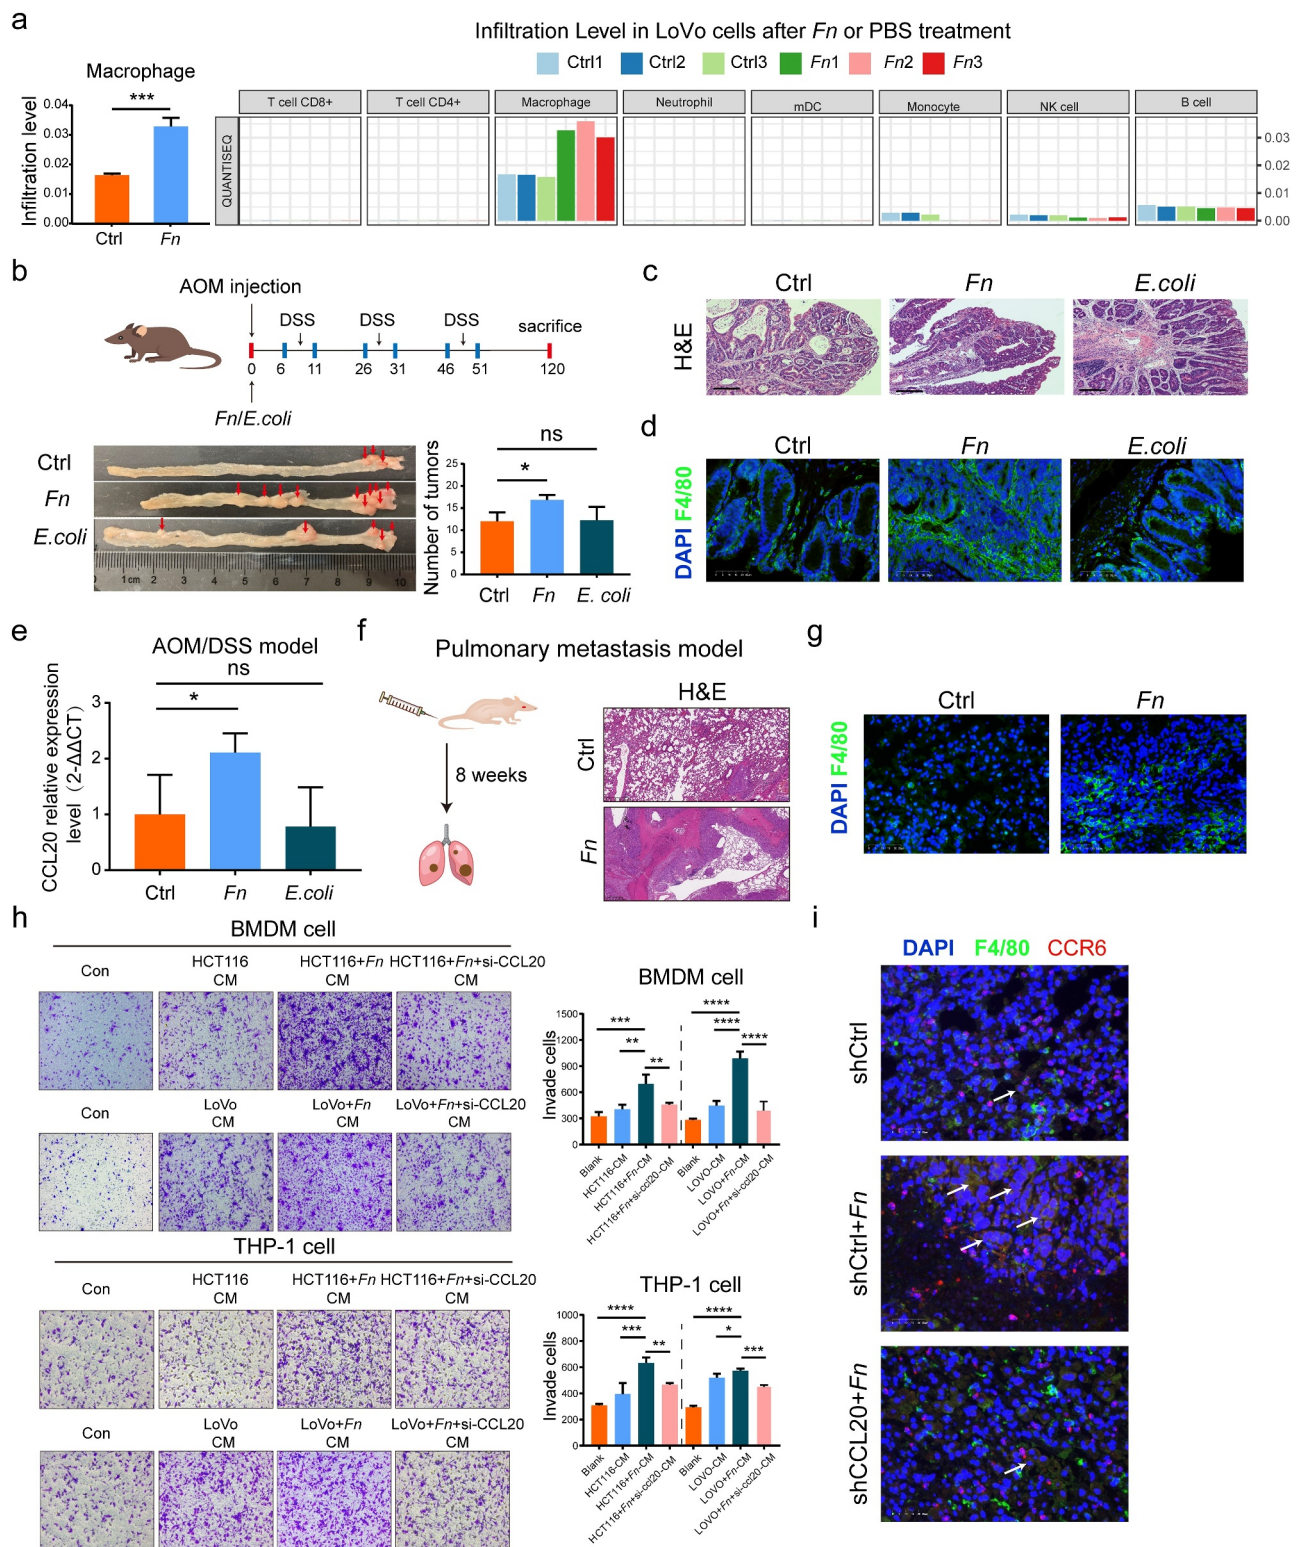 a
Infiltration Level in LoVo cells after Fn or PBS treatment
Ctrl1 Ctrl2 Ctrl3 Fn1 Fn2 Fn3
Macrophage
***
Infiltration level
0.04
0.03
0.02
0.01
0.00
Ctrl Fn
T cell CD8+ T cell CD4+ Macrophage Neutrophil mDC Monocyte NK cell B cell
QUANTISEQ
0.03
0.02
0.01
0.00
b
AOM injection
DSS DSS DSS sacrifice
0 6 11 26 31 46 51 120
Fn/E.coli
Ctrl
Fn
E.coli
0 1cm 2 3 4 5 6 7 8 9 10
Number of tumors
25
20
15
10
5
0
ns
*
Ctrl Fn E. coli
c
Ctrl Fn E.coli
H&E
d
Ctrl Fn E.coli
DAPI F4/80
e
AOM/DSS model
ns
*
CCL20 relative expression
level (2-ΔΔCT)
3
2
1
0
Ctrl Fn E.coli
f
Pulmonary metastasis model
8 weeks
H&E
Ctrl
Fn
g
Ctrl Fn
DAPI F4/80
h
BMDM cell
Con
HCT116
CM
HCT116+Fn
CM
HCT116+Fn+si-CCL20
CM
Con
LoVo
CM
LoVo+Fn
CM
LoVo+Fn+si-CCL20
CM
BMDM cell
Invade cells
1500
1200
900
600
300
0
***
**
**
****
****
****
Blank
HCT116-CM
HCT116+Fn-CM
HCT116+Fn+si-ccl20-CM
Blank
LOVO-CM
LOVO+Fn-CM
LOVO+Fn+si-ccl20-CM
THP-1 cell
Con
HCT116
CM
HCT116+Fn
CM
HCT116+Fn+si-CCL20
CM
Con
LoVo
CM
LoVo+Fn
CM
LoVo+Fn+si-CCL20
CM
THP-1 cell
Invade cells
1000
800
600
400
200
0
****
***
**
****
*
***
Blank
HCT116-CM
HCT116+Fn-CM
HCT116+Fn+si-ccl20-CM
Blank
LOVO-CM
LOVO+Fn-CM
LOVO+Fn+si-ccl20-CM
i
DAPI F4/80 CCR6
shCtrl
shCtrl+Fn
shCCL20+Fn